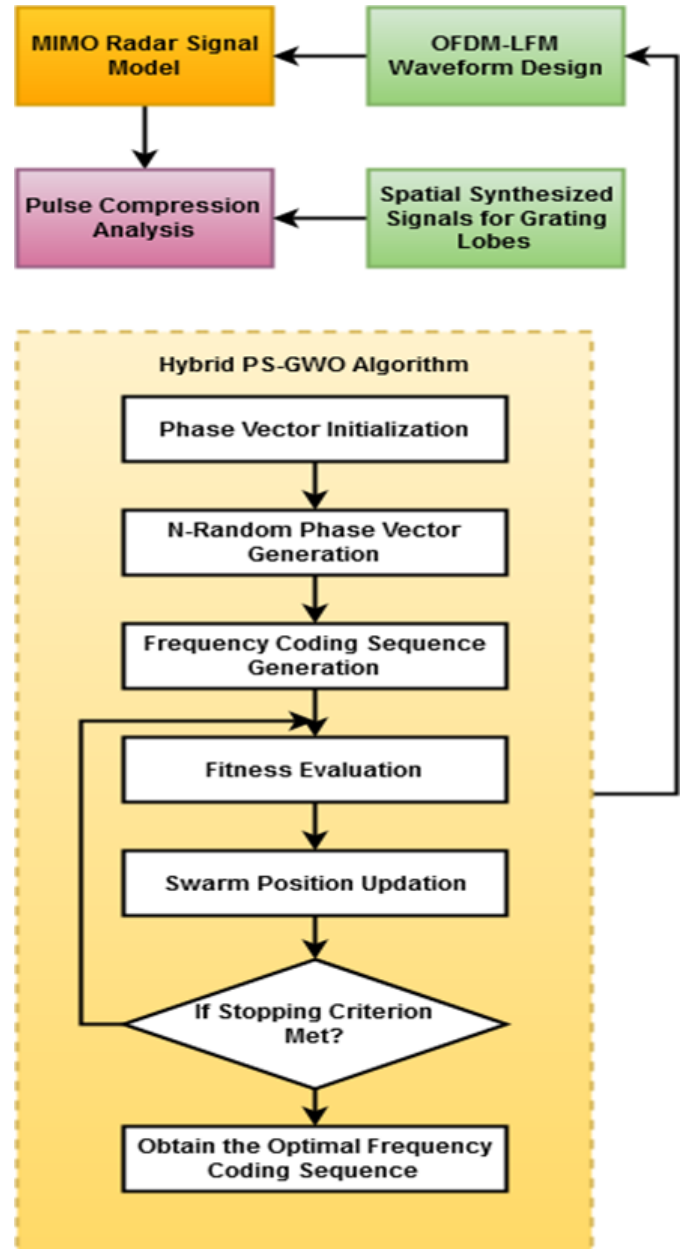 MIMO Radar Signal
Model
OFDM-LFM
Waveform Design
Pulse Compression
Analysis
Spatial Synthesized
Signals for Grating
Lobes
Hybrid PS-GWO Algorithm
Phase Vector Initialization
N-Random Phase Vector
Generation
Frequency Coding Sequence
Generation
Fitness Evaluation
Swarm Position Updation
If Stopping Criterion
Met?
Obtain the Optimal Frequency
Coding Sequence